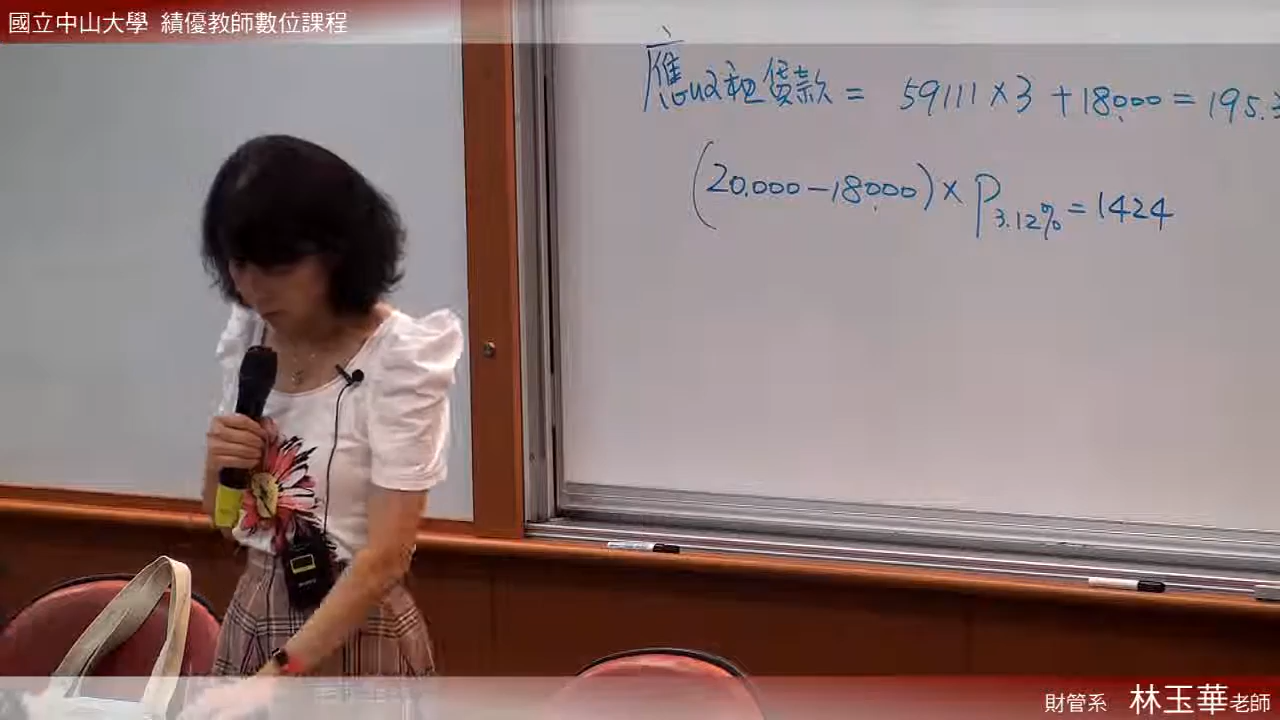 國立中山大學 績優教師數位課程
應收租賃款 = 59111 × 3 + 18.000 = 195.3
(20.000 - 18.000) × P3.12% = 1424
財管系 林玉華老師